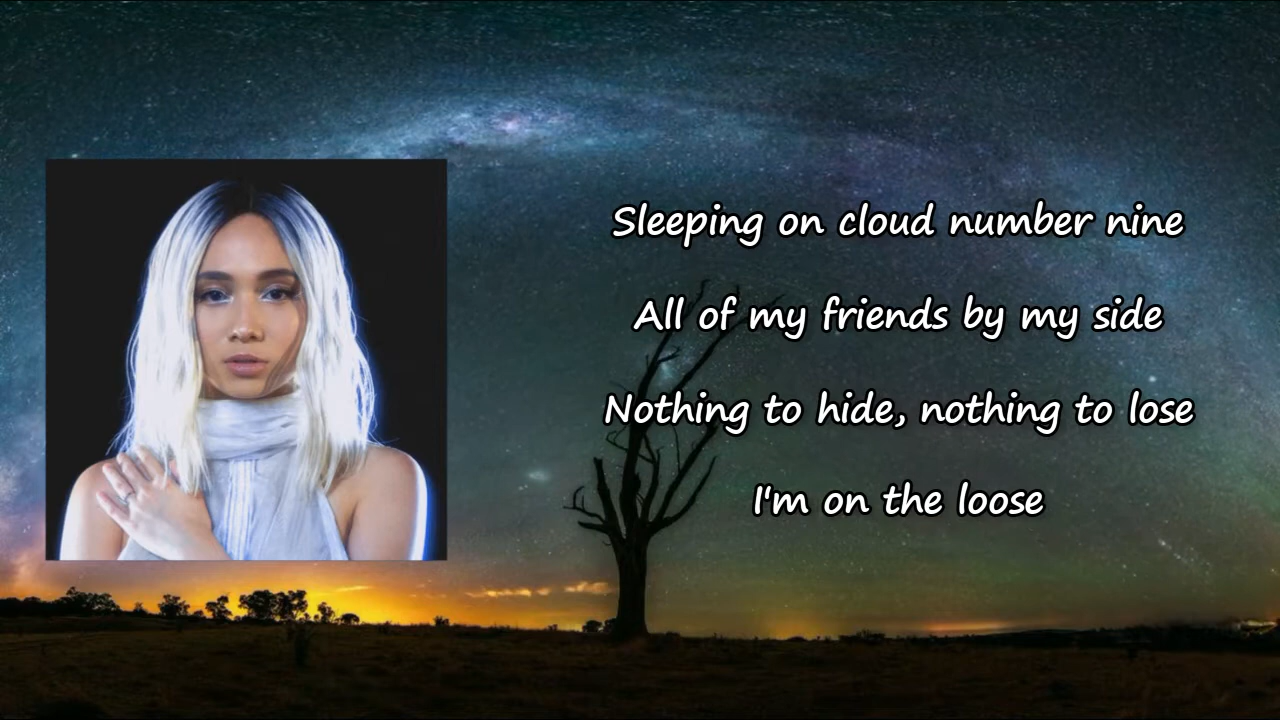 Sleeping on cloud number nine
All of my friends by my side
Nothing to hide, nothing to lose
I'm on the loose